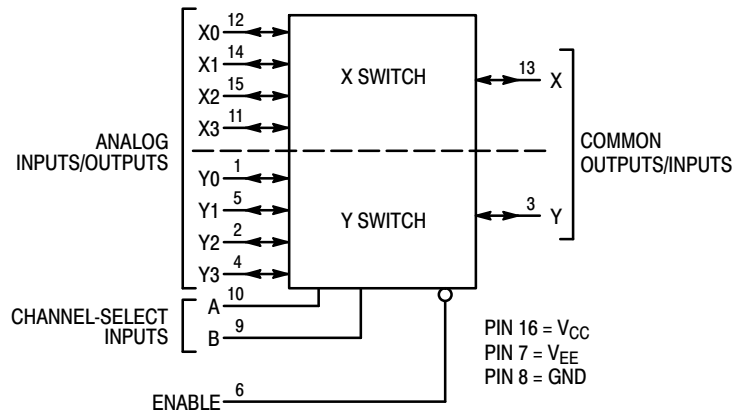 X0 12
X1 14
X2 15
X3 11
X SWITCH
13 X
ANALOG
INPUTS/OUTPUTS
COMMON
OUTPUTS/INPUTS
Y0 1
Y1 5
Y2 2
Y3 4
Y SWITCH
3 Y
CHANNEL-SELECT
INPUTS
A 10
B 9
ENABLE 6
PIN 16 = VCC
PIN 7 = VEE
PIN 8 = GND